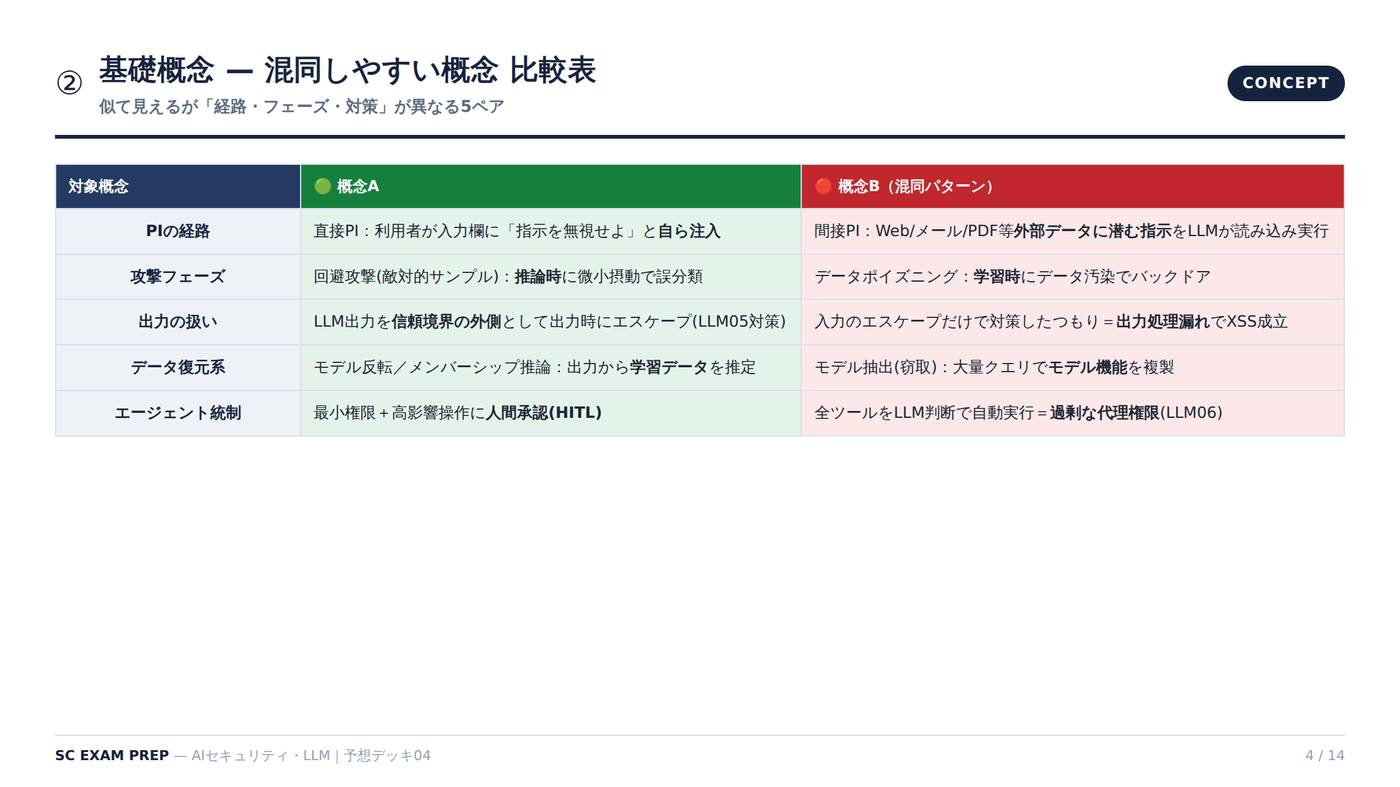 ②
基礎概念 — 混同しやすい概念 比較表
似て見えるが「経路・フェーズ・対策」が異なる5ペア
CONCEPT
対象概念
🟢 概念A
🔴 概念B（混同パターン）
PIの経路
直接PI：利用者が入力欄に「指示を無視せよ」と自ら注入
間接PI：Web/メール/PDF等外部データに潜む指示をLLMが読み込み実行
攻撃フェーズ
回避攻撃(敵対的サンプル)：推論時に微小摂動で誤分類
データポイズニング：学習時にデータ汚染でバックドア
出力の扱い
LLM出力を信頼境界の外側として出力時にエスケープ(LLM05対策)
入力のエスケープだけで対策したつもり＝出力処理漏れでXSS成立
データ復元系
モデル反転／メンバーシップ推論：出力から学習データを推定
モデル抽出(窃取)：大量クエリでモデル機能を複製
エージェント統制
最小権限＋高影響操作に人間承認(HITL)
全ツールをLLM判断で自動実行＝過剰な代理権限(LLM06)
SC EXAM PREP — AIセキュリティ・LLM｜予想デッキ04
4 / 14